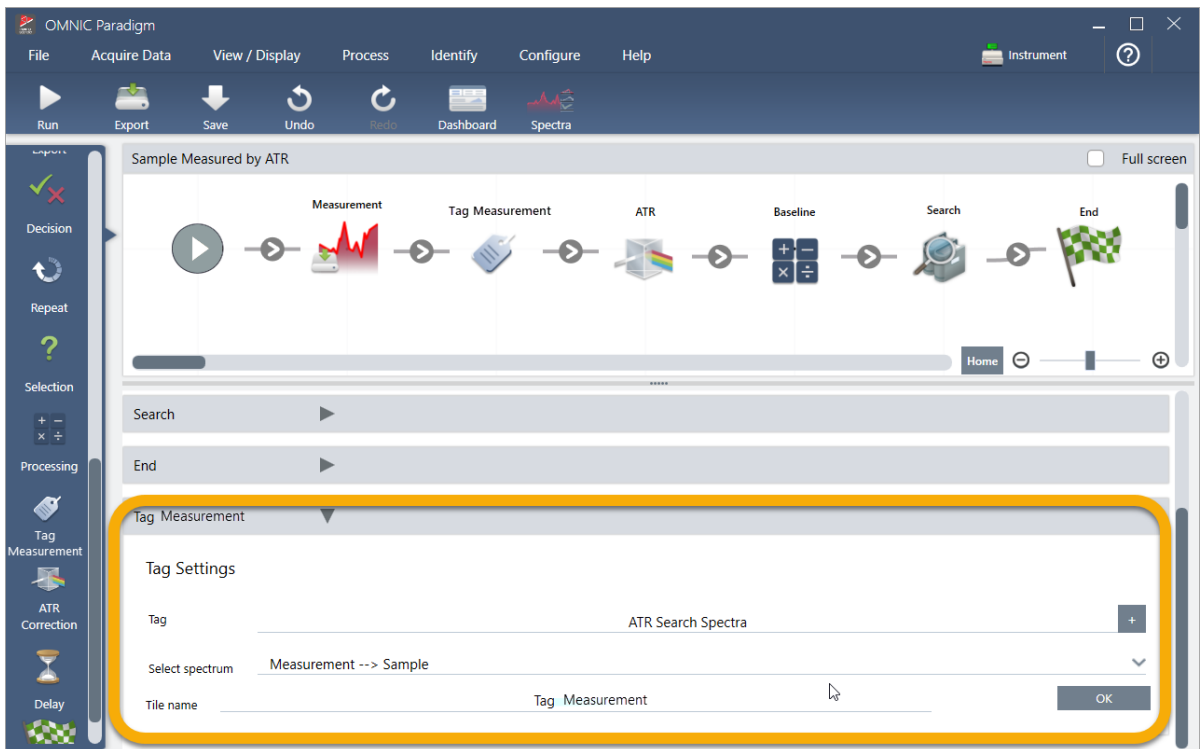 OMNIC Paradigm
File Acquire Data View / Display Process Identify Configure Help Instrument
Run Export Save Undo Redo Dashboard Spectra
Export
Decision
Repeat
Selection
Processing
Tag
Measurement
ATR
Correction
Delay
Sample Measured by ATR Full screen
Measurement Tag Measurement ATR Baseline Search End
Home
Search
End
Tag Measurement
Tag Settings
Tag ATR Search Spectra +
Select spectrum Measurement --> Sample
Tile name Tag Measurement OK